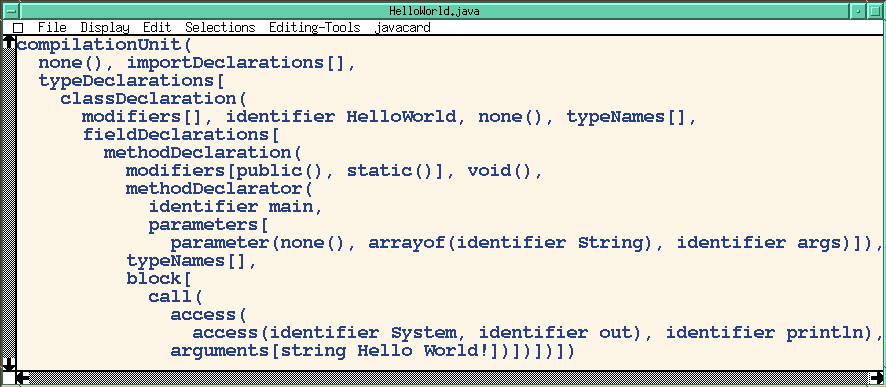 HelloWorld.java
File Display Edit Selections Editing-Tools javacard
compilationUnit(
  none(), importDeclarations[],
  typeDeclarations[
    classDeclaration(
      modifiers[], identifier HelloWorld, none(), typeNames[],
      fieldDeclarations[
        methodDeclaration(
          modifiers[public(), static()], void(),
          methodDeclarator(
            identifier main,
            parameters[
              parameter(none(), arrayof(identifier String), identifier args)]),
          typeNames[],
          block[
            call(
              access(
                access(identifier System, identifier out), identifier println),
              arguments[string Hello World!])])])])